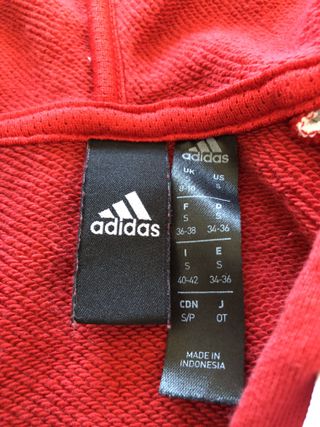 adidas
adidas
UK US
S S
8-10
F D
S S
36-38 34-36
I E
S S
40-42 34-36
CDN J
S/P OT
MADE IN
INDONESIA